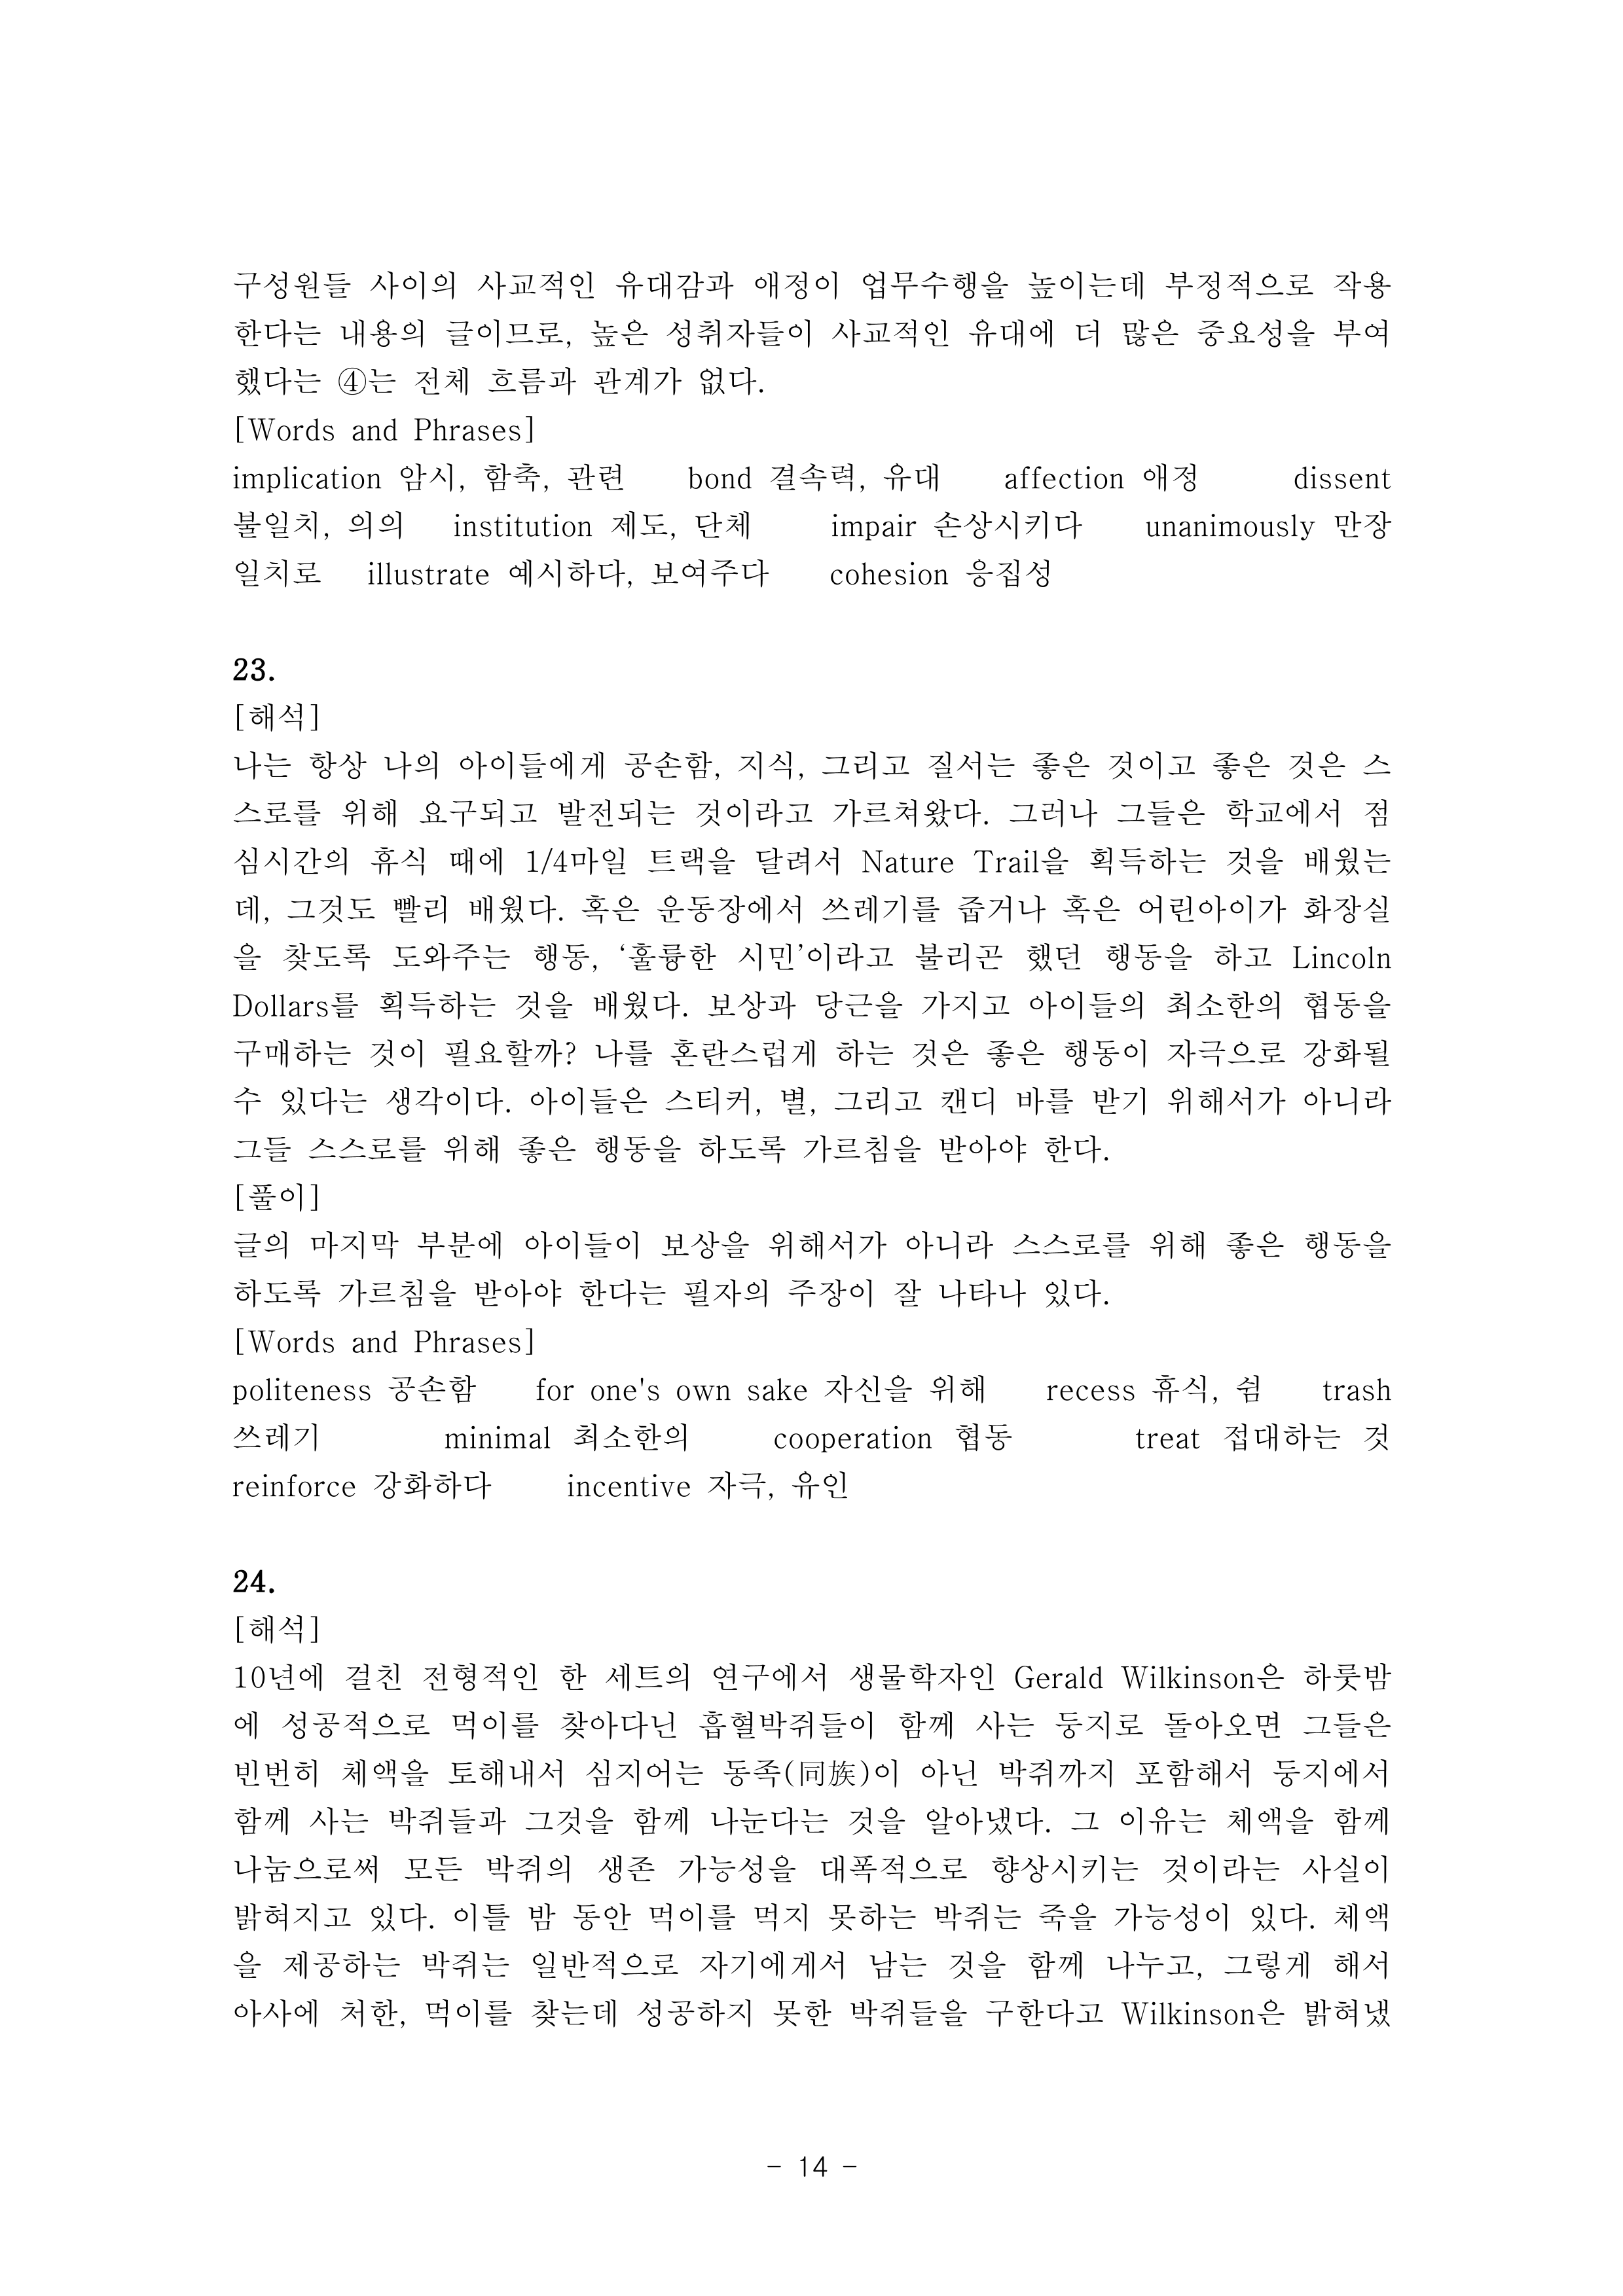 구성원들 사이의 사교적인 유대감과 애정이 업무수행을 높이는데 부정적으로 작용
한다는 내용의 글이므로, 높은 성취자들이 사교적인 유대에 더 많은 중요성을 부여
했다는 ④는 전체 흐름과 관계가 없다.
[Words and Phrases]
implication 암시, 함축, 관련 bond 결속력, 유대 affection 애정 dissent
불일치, 의의 institution 제도, 단체 impair 손상시키다 unanimously 만장
일치로 illustrate 예시하다, 보여주다 cohesion 응집성
23.
[해석]
나는 항상 나의 아이들에게 공손함, 지식, 그리고 질서는 좋은 것이고 좋은 것은 스
스로를 위해 요구되고 발전되는 것이라고 가르쳐왔다. 그러나 그들은 학교에서 점
심시간의 휴식 때에 1/4마일 트랙을 달려서 Nature Trail을 획득하는 것을 배웠는
데, 그것도 빨리 배웠다. 혹은 운동장에서 쓰레기를 줍거나 혹은 어린아이가 화장실
을 찾도록 도와주는 행동, ‘훌륭한 시민’이라고 불리곤 했던 행동을 하고 Lincoln
Dollars를 획득하는 것을 배웠다. 보상과 당근을 가지고 아이들의 최소한의 협동을
구매하는 것이 필요할까? 나를 혼란스럽게 하는 것은 좋은 행동이 자극으로 강화될
수 있다는 생각이다. 아이들은 스티커, 별, 그리고 캔디 바를 받기 위해서가 아니라
그들 스스로를 위해 좋은 행동을 하도록 가르침을 받아야 한다.
[풀이]
글의 마지막 부분에 아이들이 보상을 위해서가 아니라 스스로를 위해 좋은 행동을
하도록 가르침을 받아야 한다는 필자의 주장이 잘 나타나 있다.
[Words and Phrases]
politeness 공손함 for one's own sake 자신을 위해 recess 휴식, 쉼 trash
쓰레기 minimal 최소한의 cooperation 협동 treat 접대하는 것
reinforce 강화하다 incentive 자극, 유인
24.
[해석]
10년에 걸친 전형적인 한 세트의 연구에서 생물학자인 Gerald Wilkinson은 하룻밤
에 성공적으로 먹이를 찾아다닌 흡혈박쥐들이 함께 사는 둥지로 돌아오면 그들은
빈번히 체액을 토해내서 심지어는 동족(同族)이 아닌 박쥐까지 포함해서 둥지에서
함께 사는 박쥐들과 그것을 함께 나눈다는 것을 알아냈다. 그 이유는 체액을 함께
나눔으로써 모든 박쥐의 생존 가능성을 대폭적으로 향상시키는 것이라는 사실이
밝혀지고 있다. 이틀 밤 동안 먹이를 먹지 못하는 박쥐는 죽을 가능성이 있다. 체액
을 제공하는 박쥐는 일반적으로 자기에게서 남는 것을 함께 나누고, 그렇게 해서
아사에 처한, 먹이를 찾는데 성공하지 못한 박쥐들을 구한다고 Wilkinson은 밝혀냈
- 14 -